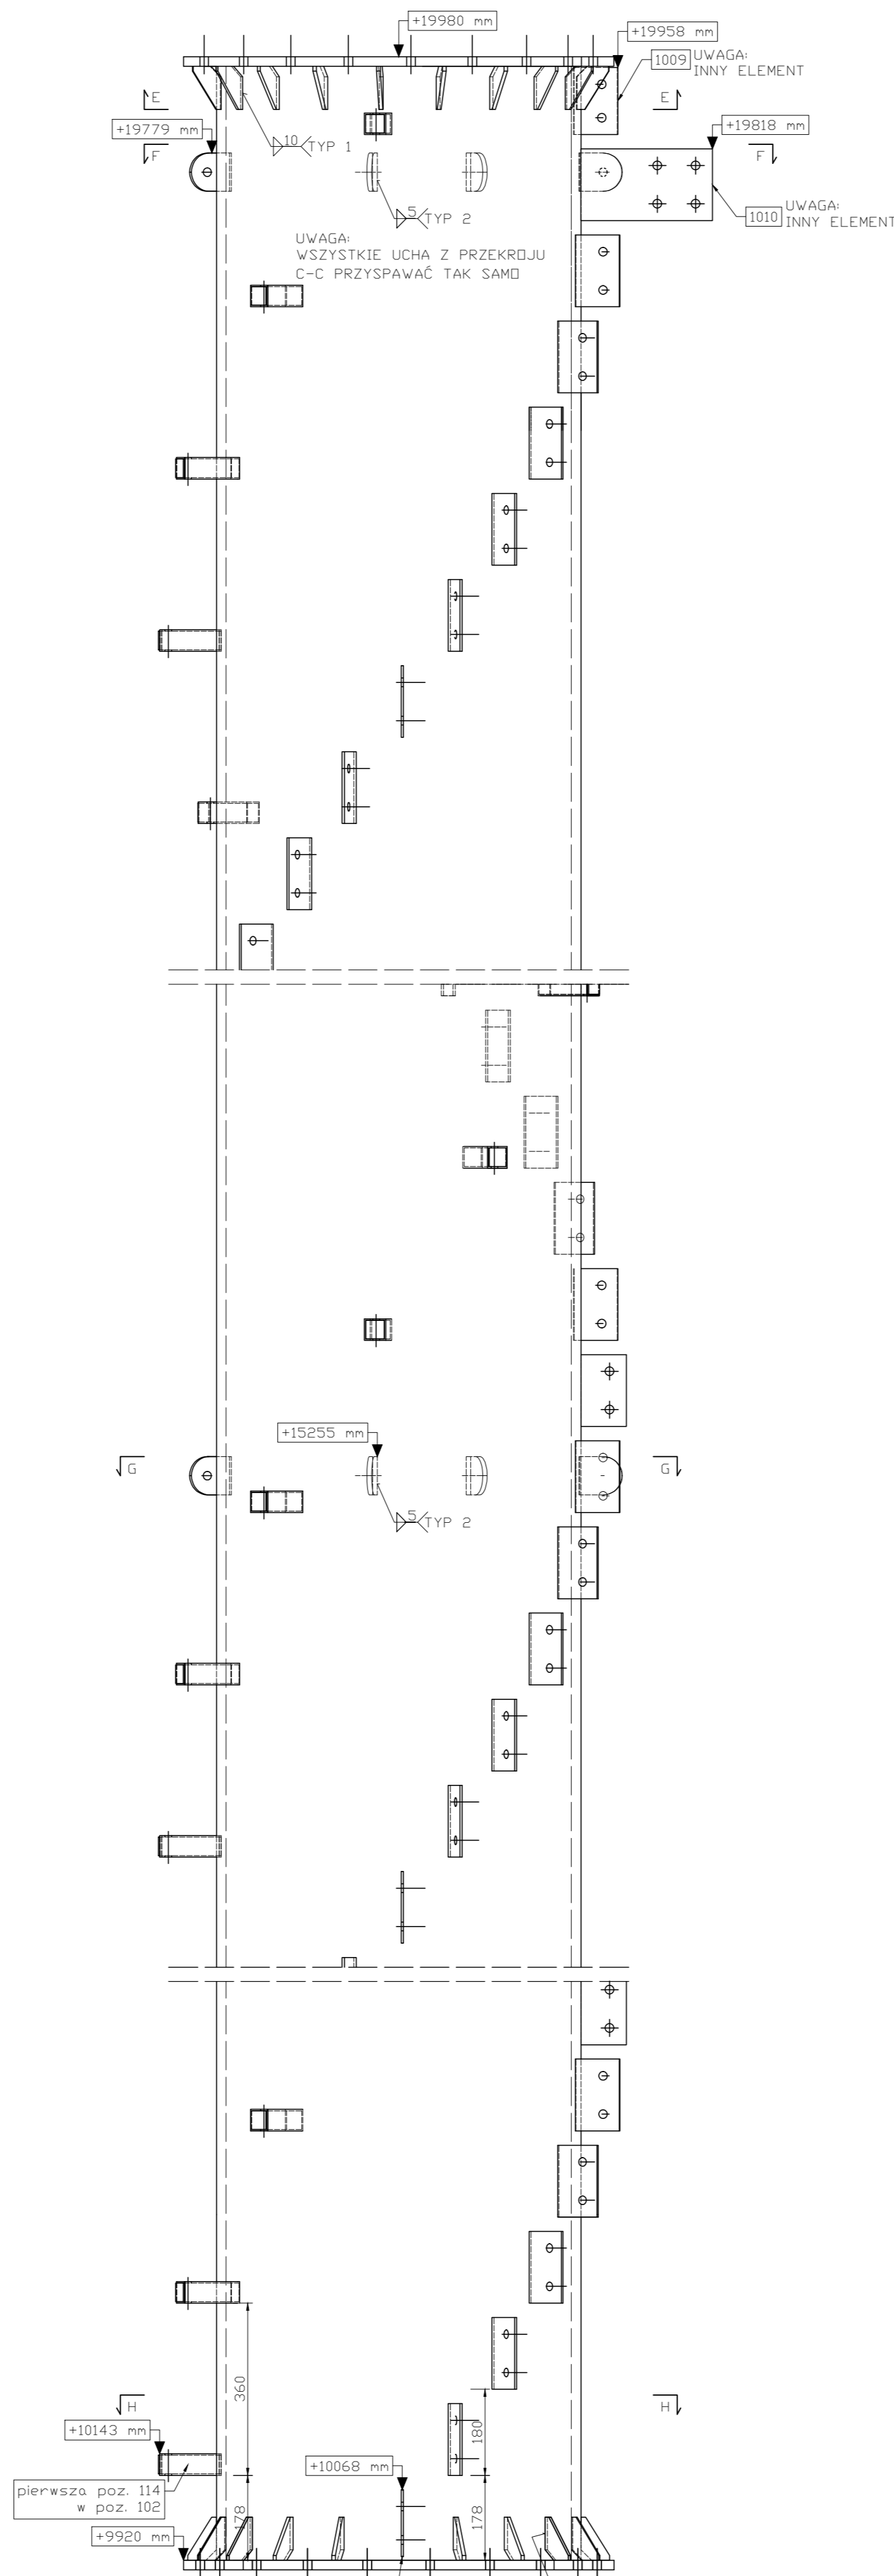 +19980 mm
+19958 mm
1009 UWAGA:
INNY ELEMENT
E E
+19779 mm
+19818 mm
10 TYP 1
F F
5 TYP 2
1010 UWAGA:
INNY ELEMENT
UWAGA:
WSZYSTKIE UCHA Z PRZEKROJU
C-C PRZYSPAWAĆ TAK SAMO
+15255 mm
G G
5 TYP 2
360
H H
180
+10143 mm
+10068 mm
pierwsza poz. 114
w poz. 102
178
178
+9920 mm